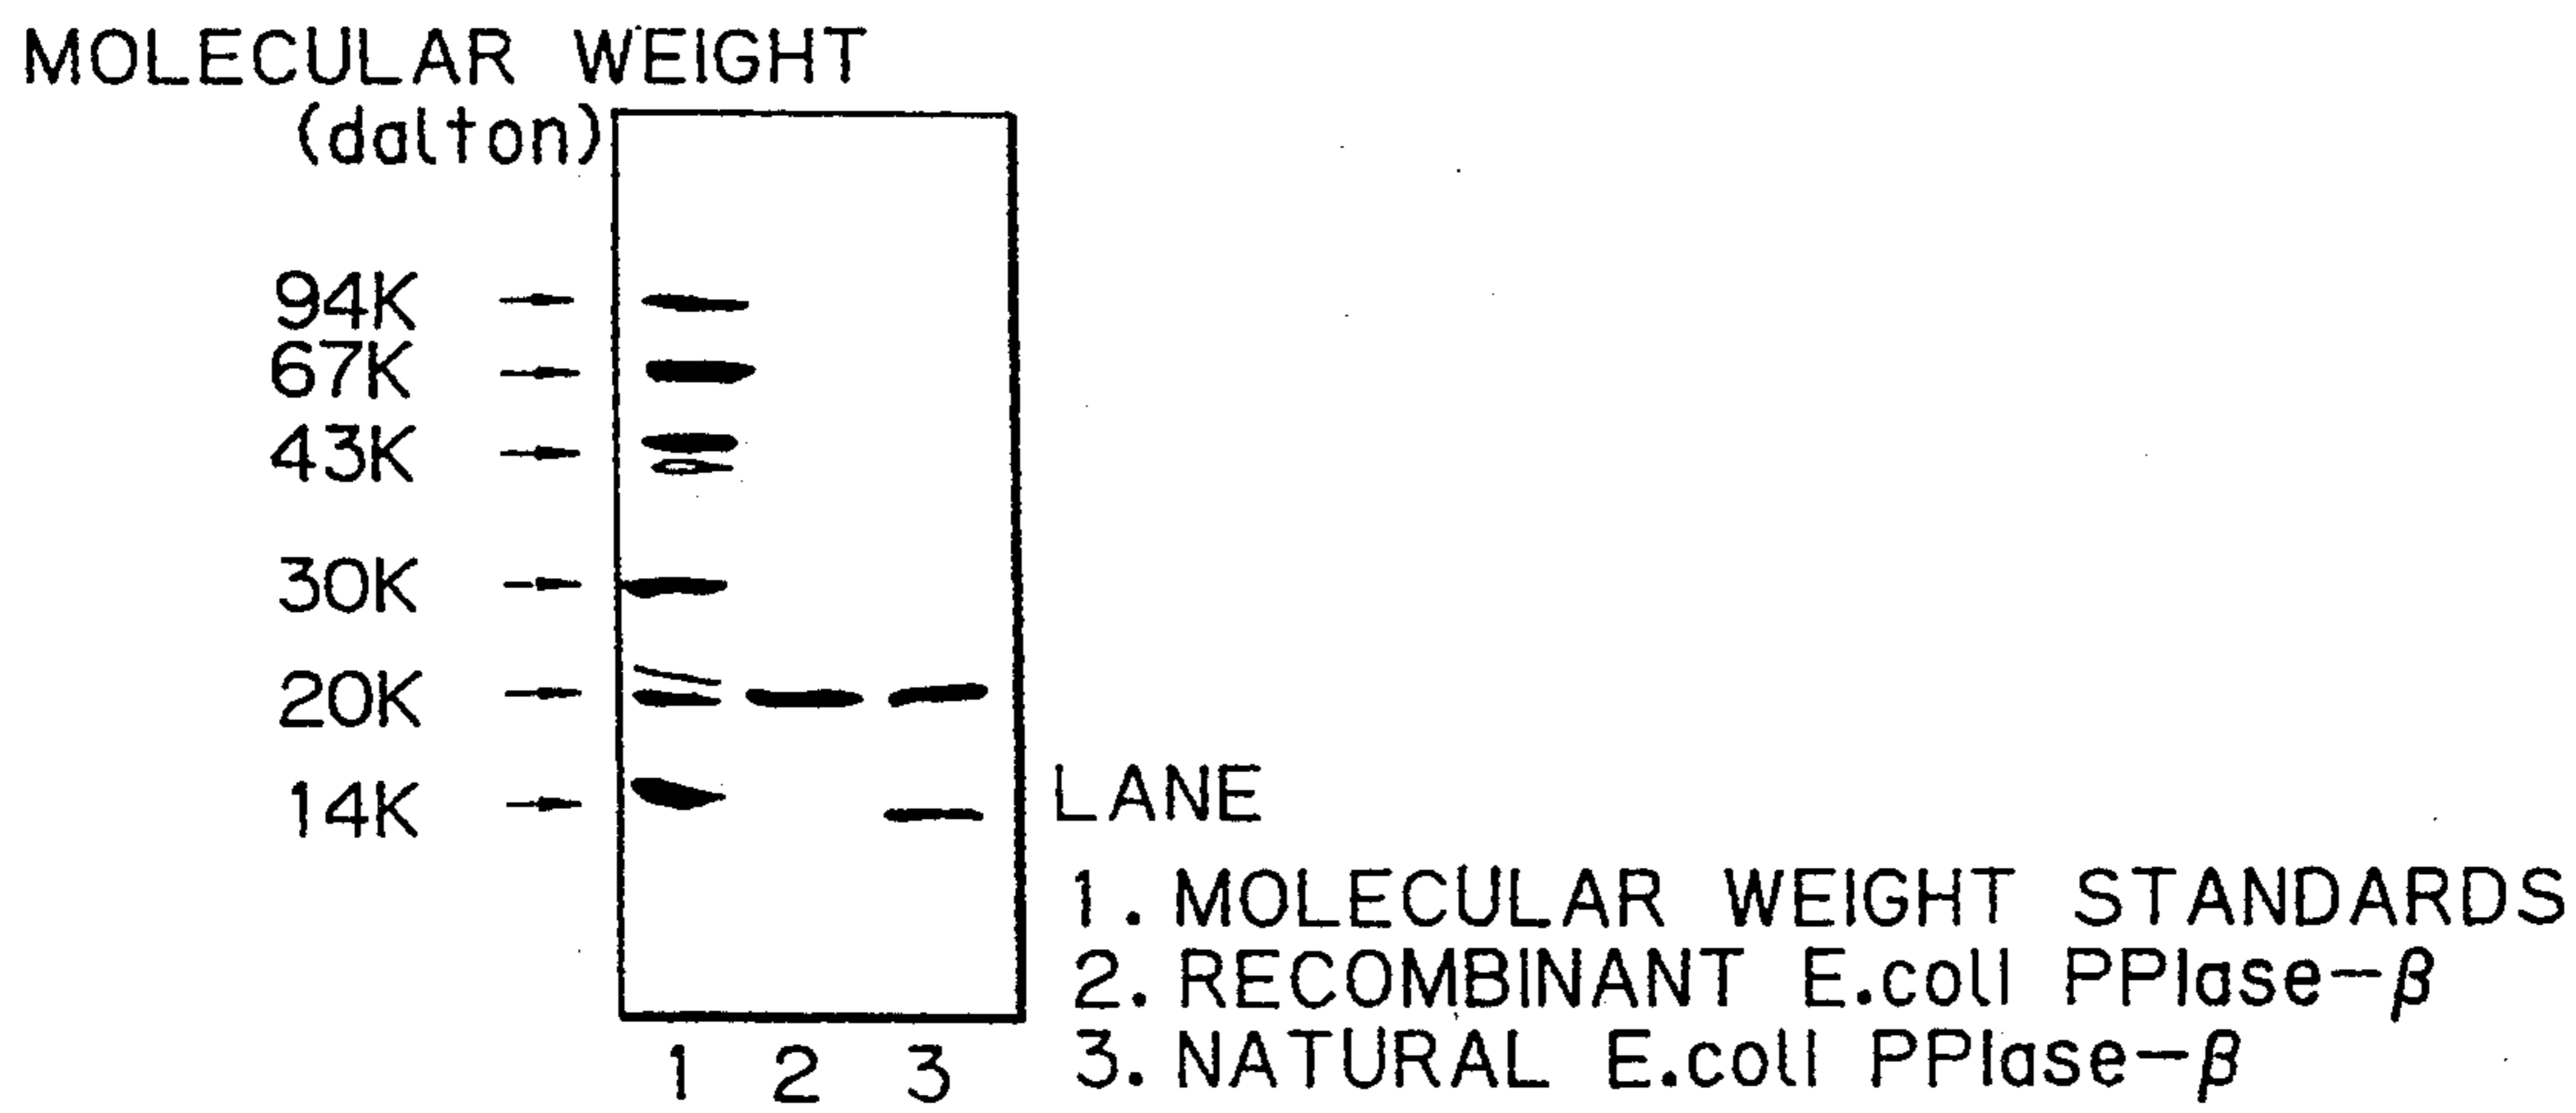 MOLECULAR WEIGHT
(dalton)
94K
67K
43K
30K
20K
14K
LANE
1. MOLECULAR WEIGHT STANDARDS
2. RECOMBINANT E.coli PPIase-β
3. NATURAL E.coli PPIase-β
1 2 3